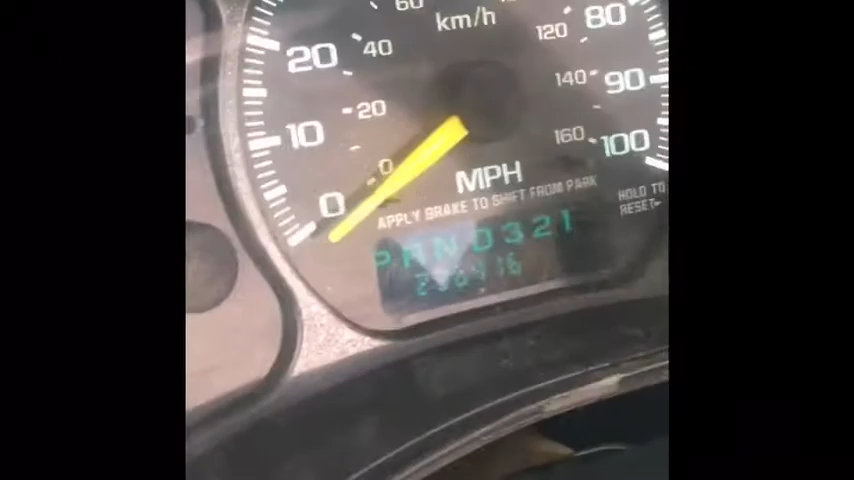 60
km/h
80
20
40
120
140
90
20
10
160
100
0
0
MPH
APPLY BRAKE TO SHIFT FROM PARK
HOLD TO
RESET
PRND321